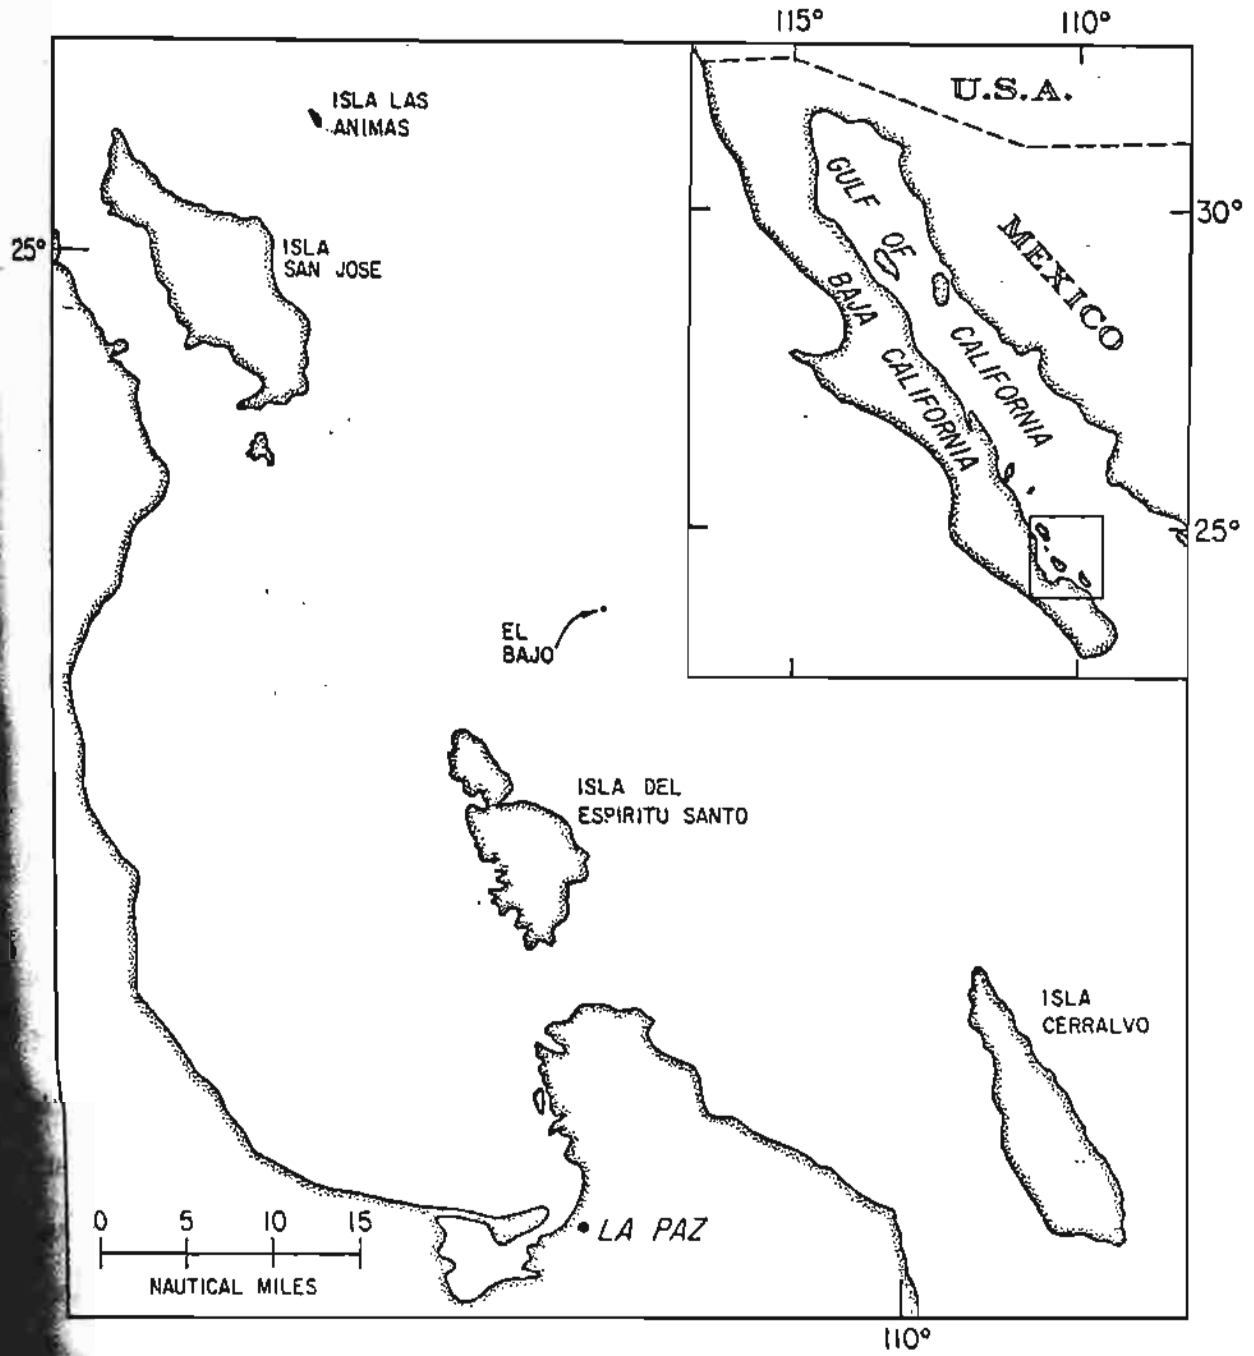 115° 110°
U.S.A.
GULF OF CALIFORNIA
MEXICO
BAJA CALIFORNIA
30°
25°
ISLA LAS
ANIMAS
25°
ISLA
SAN JOSE
EL
BAJO
ISLA DEL
ESPIRITU SANTO
ISLA
CERRALVO
LA PAZ
0 5 10 15
NAUTICAL MILES
110°